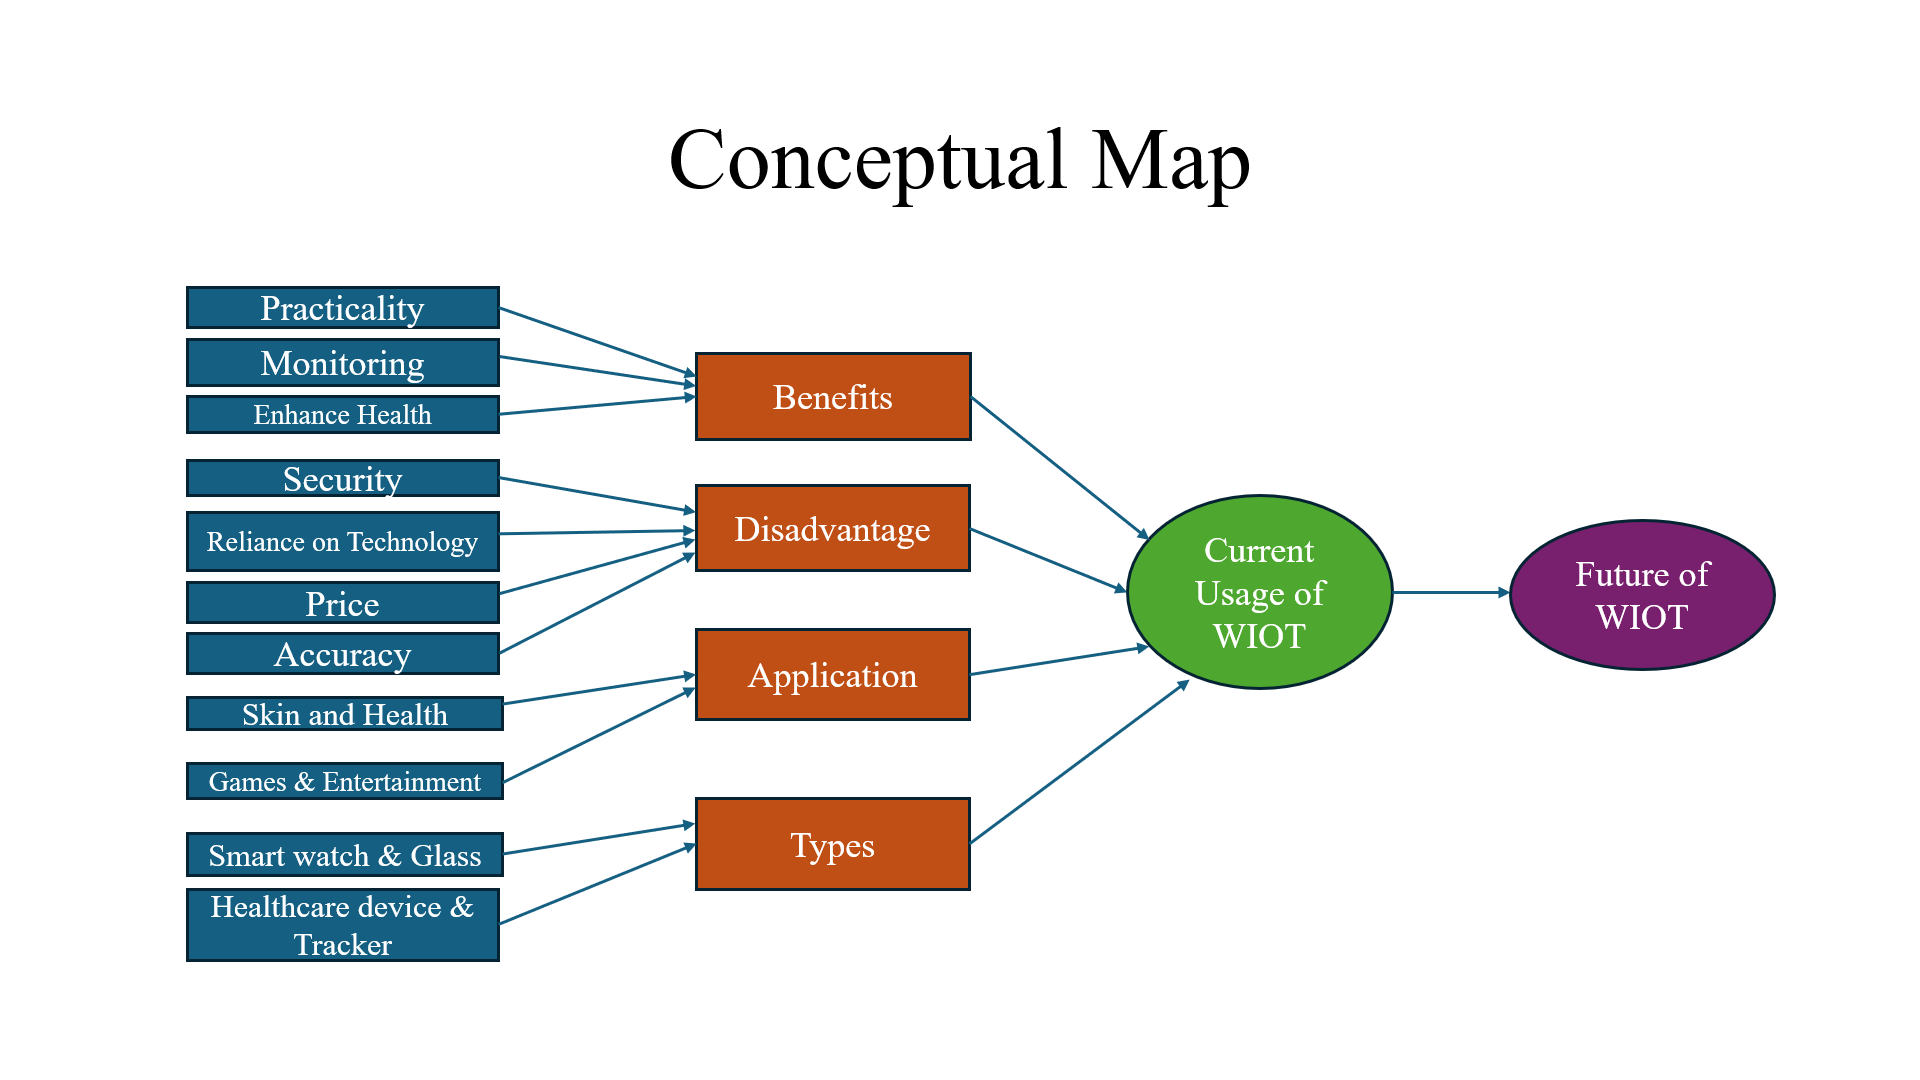 Conceptual Map
Practicality
Monitoring
Enhance Health
Security
Reliance on Technology
Price
Accuracy
Skin and Health
Games & Entertainment
Smart watch & Glass
Healthcare device &
Tracker
Benefits
Disadvantage
Application
Types
Current
Usage of
WIOT
Future of
WIOT